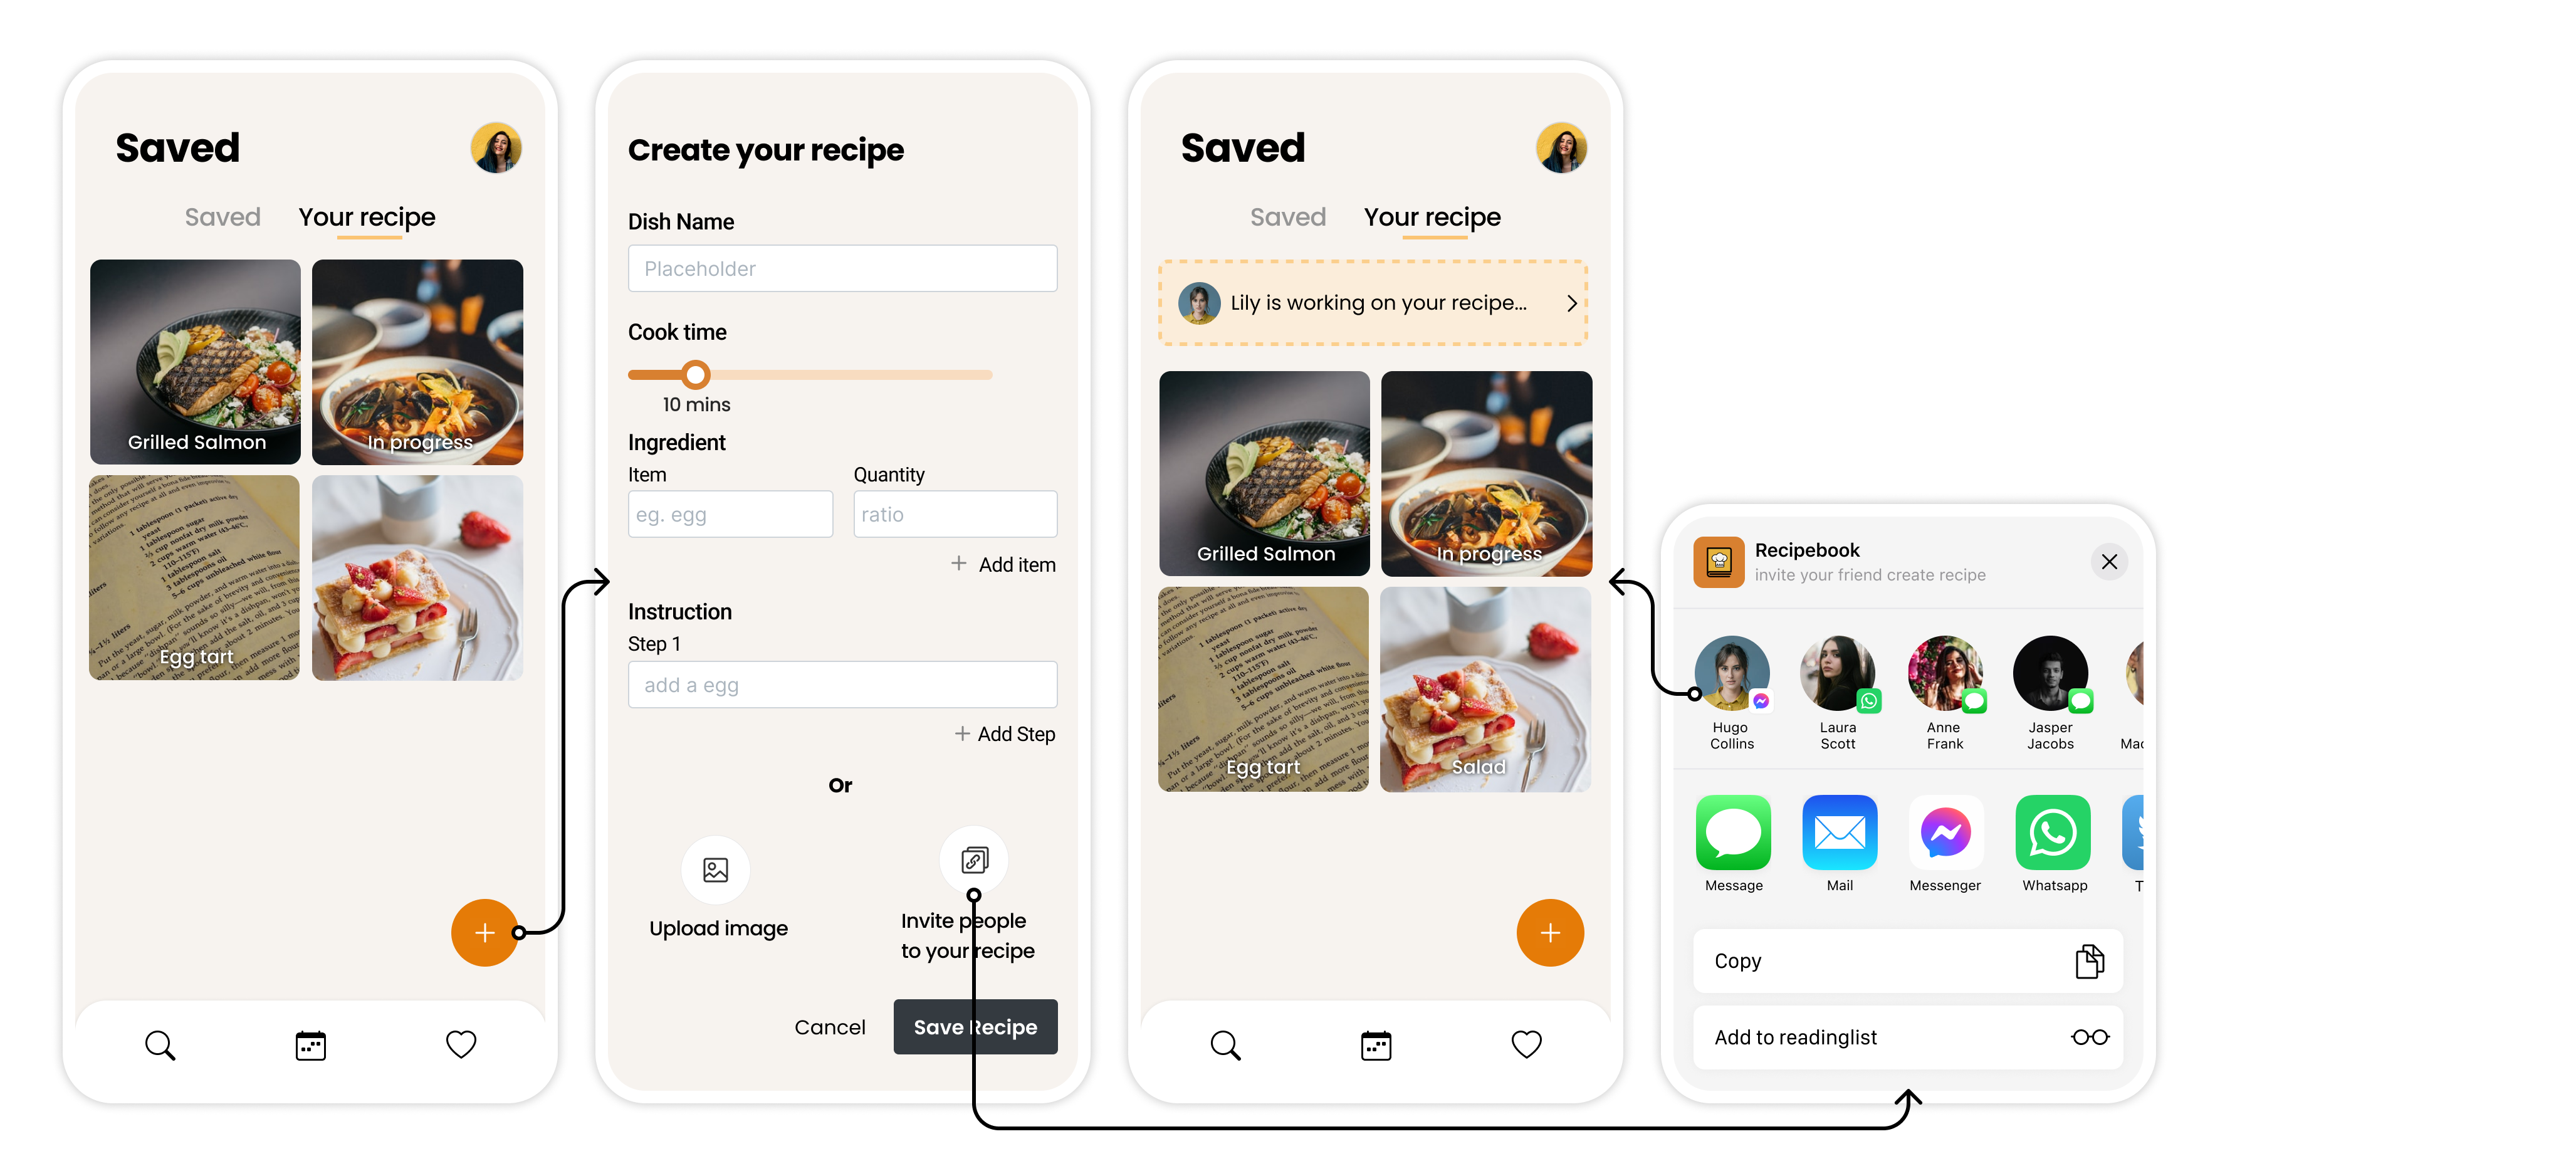 Saved
Saved
Your recipe
Grilled Salmon
In progress
Egg tart
Create your recipe
Dish Name
Placeholder
Cook time
10 mins
Ingredient
Item
Quantity
eg. egg
ratio
+ Add item
Instruction
Step 1
add a egg
+ Add Step
Or
Upload image
Invite people
to your recipe
Cancel
Save Recipe
Saved
Saved
Your recipe
Lily is working on your recipe...
Grilled Salmon
In progress
Egg tart
Salad
Recipebook
invite your friend create recipe
Hugo
Collins
Laura
Scott
Anne
Frank
Jasper
Jacobs
Message
Mail
Messenger
Whatsapp
Copy
Add to readinglist